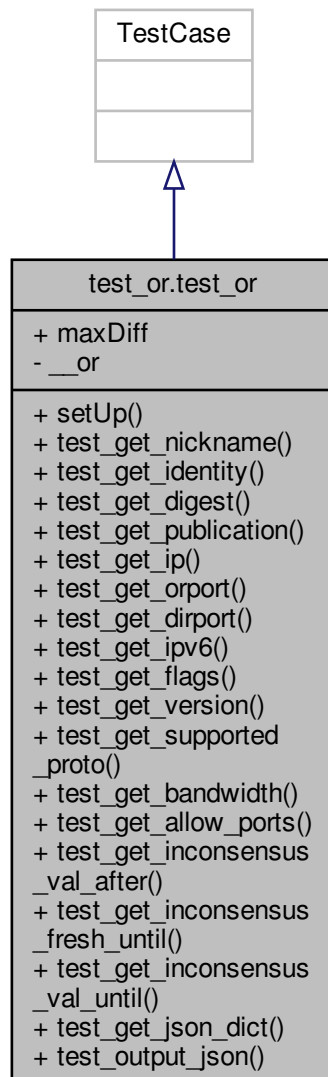 TestCase
test_or.test_or
+ maxDiff
- __or
+ setUp()
+ test_get_nickname()
+ test_get_identity()
+ test_get_digest()
+ test_get_publication()
+ test_get_ip()
+ test_get_orport()
+ test_get_dirport()
+ test_get_ipv6()
+ test_get_flags()
+ test_get_version()
+ test_get_supported
_proto()
+ test_get_bandwidth()
+ test_get_allow_ports()
+ test_get_inconsensus
_val_after()
+ test_get_inconsensus
_fresh_until()
+ test_get_inconsensus
_val_until()
+ test_get_json_dict()
+ test_output_json()